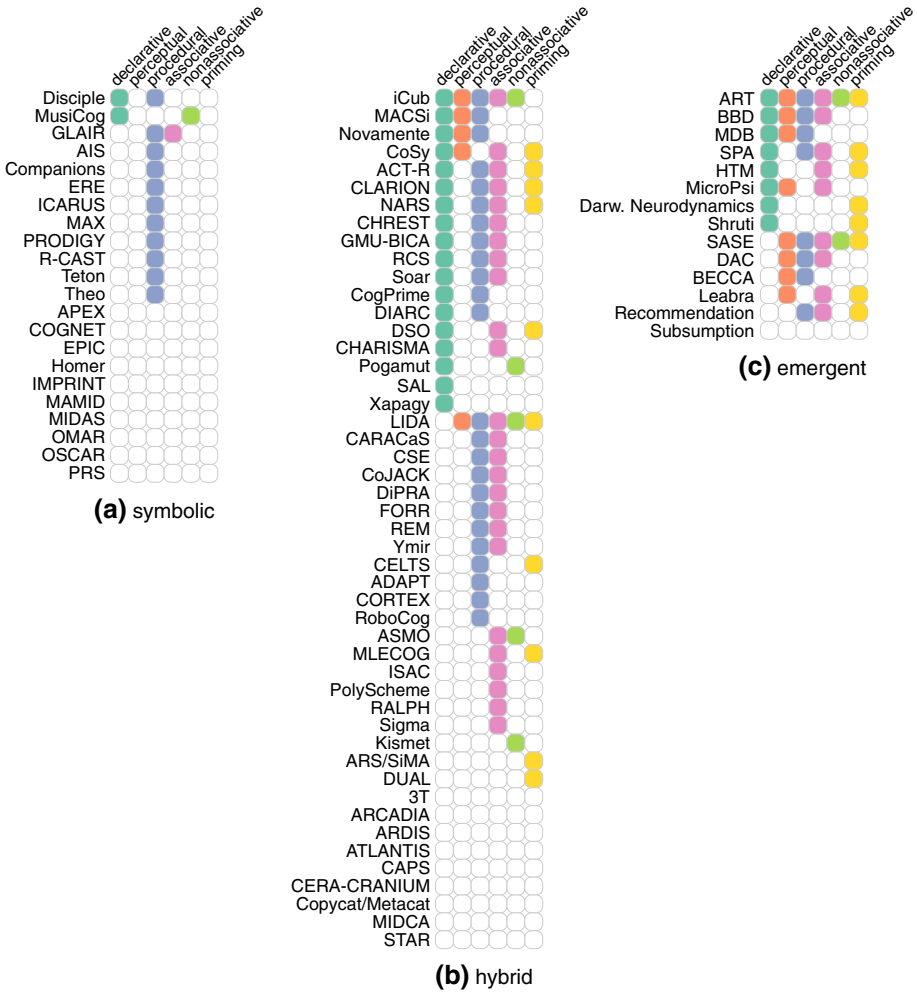 declarative
perceptual
procedural
associative
nonassociative
priming
Disciple
MusiCog
GLAIR
AIS
Companions
ERE
ICARUS
MAX
PRODIGY
R-CAST
Teton
Theo
APEX
COGNET
EPIC
Homer
IMPRINT
MAMID
MIDAS
OMAR
OSCAR
PRS
(a) symbolic
declarative
perceptual
procedural
associative
nonassociative
priming
iCub
MACSi
Novamente
CoSy
ACT-R
CLARION
NARS
CHREST
GMU-BICA
RCS
Soar
CogPrime
DIARC
DSO
CHARISMA
Pogamut
SAL
Xapagy
LIDA
CARACaS
CSE
CoJACK
DiPRA
FORR
REM
Ymir
CELTS
ADAPT
CORTEX
RoboCog
ASMO
MLECOG
ISAC
PolyScheme
RALPH
Sigma
Kismet
ARS/SiMA
DUAL
3T
ARCADIA
ARDIS
ATLANTIS
CAPS
CERA-CRANIUM
Copycat/Metacat
MIDCA
STAR
(b) hybrid
declarative
perceptual
procedural
associative
nonassociative
priming
ART
BBD
MDB
SPA
HTM
MicroPsi
Darw. Neurodynamics
Shruti
SASE
DAC
BECCA
Leabra
Recommendation
Subsumption
(c) emergent